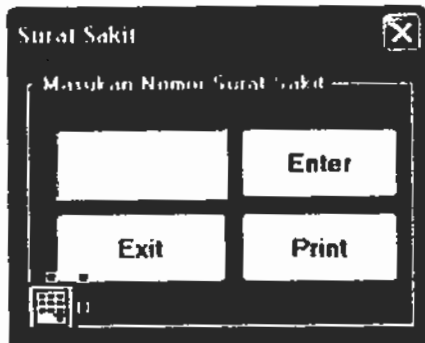 Surat Sakit
Masukan Nomor Surat Sakit
Enter
Exit
Print